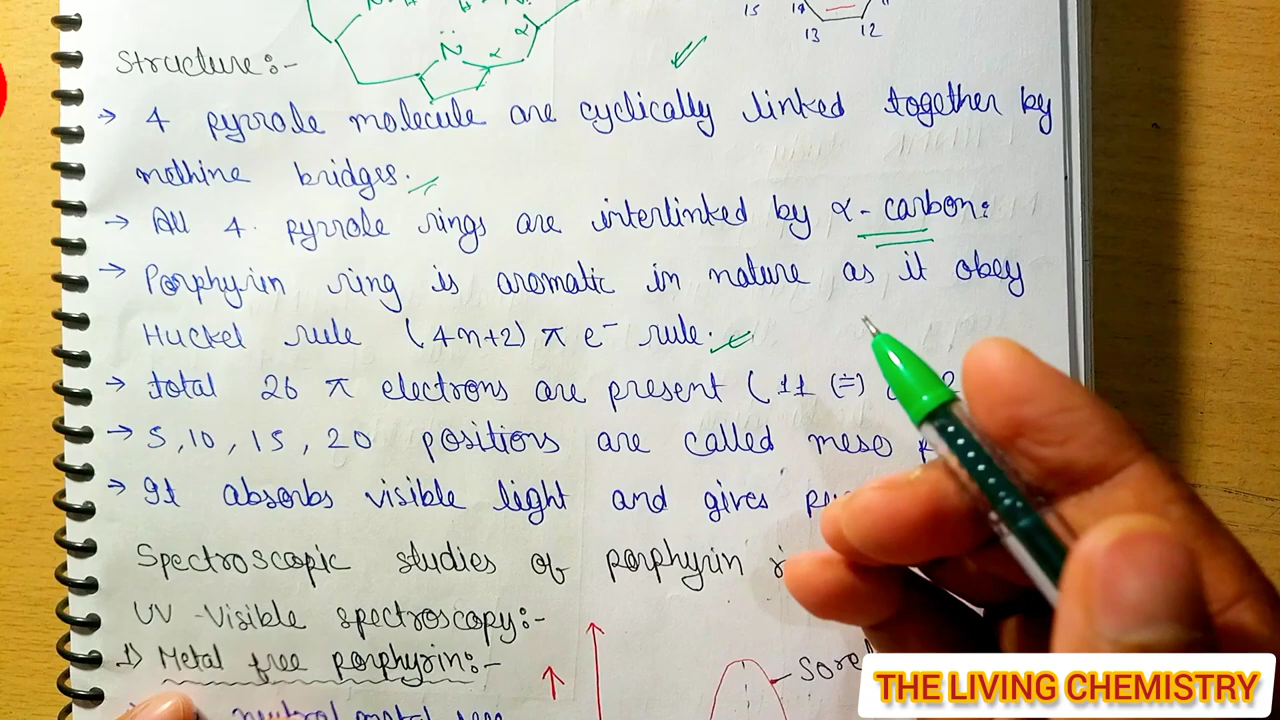 N
H
N
α
α
15
14
13
12
Structure:-
→ 4 pyrrole molecule are cyclically linked together by
methine bridges.
→ All 4 pyrrole rings are interlinked by α-carbon:
→ Porphyrin ring is aromatic in nature as it obey
Huckel rule (4n+2) π e⁻ rule.
→ total 26 π electrons are present ( 11 (=)
→ 5, 10, 15, 20 positions are called meso
→ It absorbs visible light and gives
Spectroscopic studies of porphyrin
UV-Visible spectroscopy:-
1) Metal free porphyrin:-
Soret
neutral metal
THE LIVING CHEMISTRY